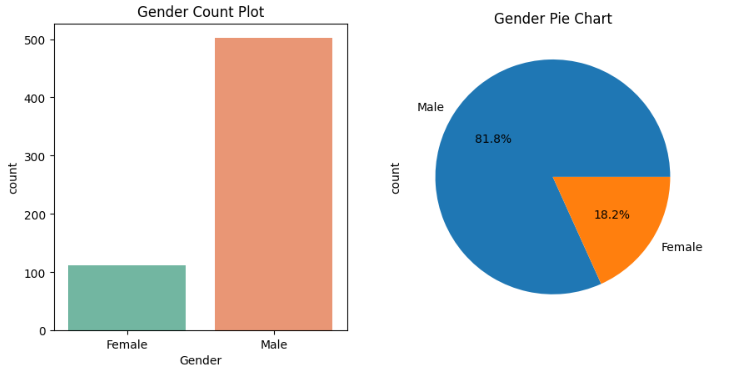 Gender Count Plot
500
400
300
200
100
0
count
Female
Male
Gender
Gender Pie Chart
count
Male
81.8%
18.2%
Female